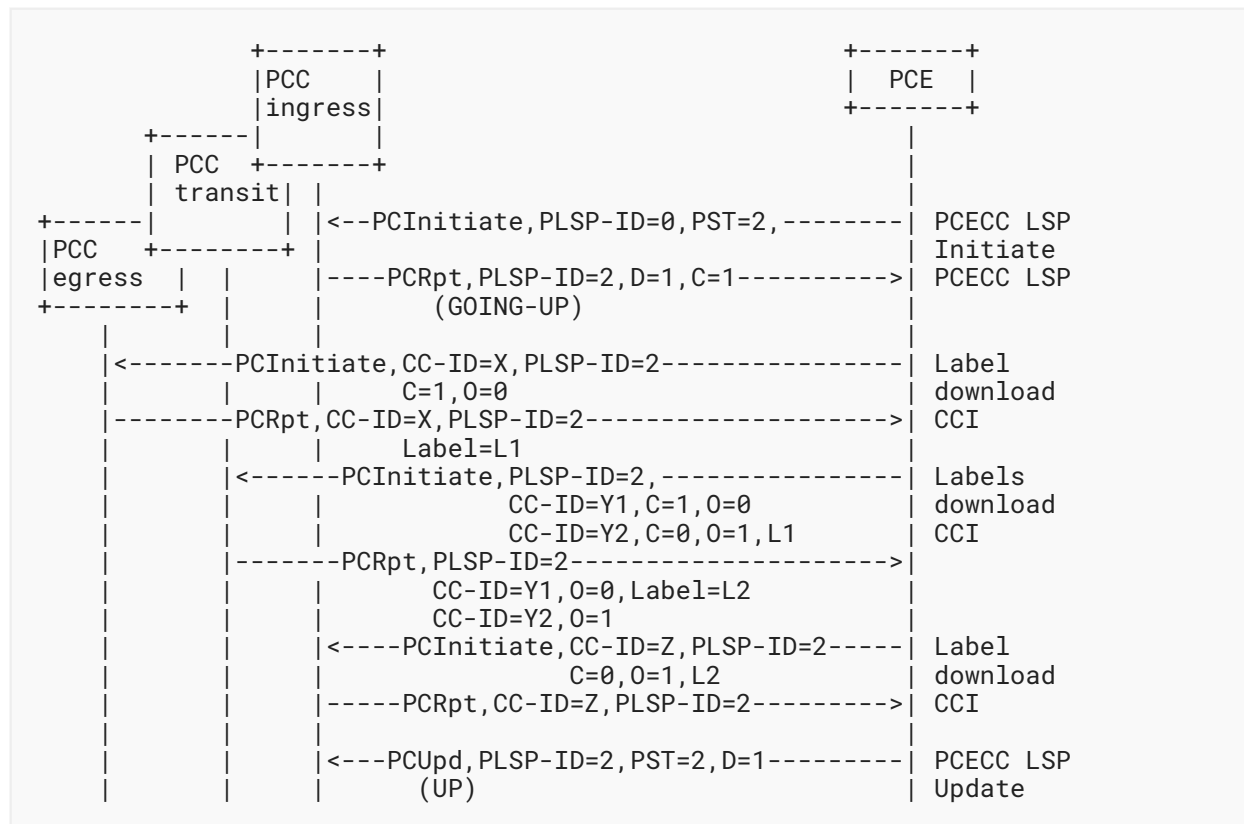 +-------+                              +-------+
                  |PCC    |                              |  PCE  |
                  |ingress|                              +-------+
           +------|       |                                  |
           | PCC  +-------+                                  |
           | transit| |                                      |
    +------|        | |<--PCInitiate,PLSP-ID=0,PST=2,--------| PCECC LSP
    |PCC   +--------+ |                                      | Initiate
    |egress  |  |     |----PCRpt,PLSP-ID=2,D=1,C=1---------->| PCECC LSP
    +--------+  |     |       (GOING-UP)                     |
        |       |     |                                      |
        |<-------PCInitiate,CC-ID=X,PLSP-ID=2----------------| Label
        |       |     |     C=1,O=0                          | download
        |--------PCRpt,CC-ID=X,PLSP-ID=2-------------------->| CCI
        |       |     |     Label=L1                         |
        |       |<------PCInitiate,PLSP-ID=2,----------------| Labels
        |       |     |            CC-ID=Y1,C=1,O=0          | download
        |       |     |            CC-ID=Y2,C=0,O=1,L1       | CCI
        |       |-------PCRpt,PLSP-ID=2--------------------->|
        |       |     |       CC-ID=Y1,O=0,Label=L2          |
        |       |     |       CC-ID=Y2,O=1                   |
        |       |     |<----PCInitiate,CC-ID=Z,PLSP-ID=2-----| Label
        |       |     |                C=0,O=1,L2            | download
        |       |     |-----PCRpt,CC-ID=Z,PLSP-ID=2--------->| CCI
        |       |     |                                      |
        |       |     |<---PCUpd,PLSP-ID=2,PST=2,D=1---------| PCECC LSP
        |       |     |      (UP)                            | Update